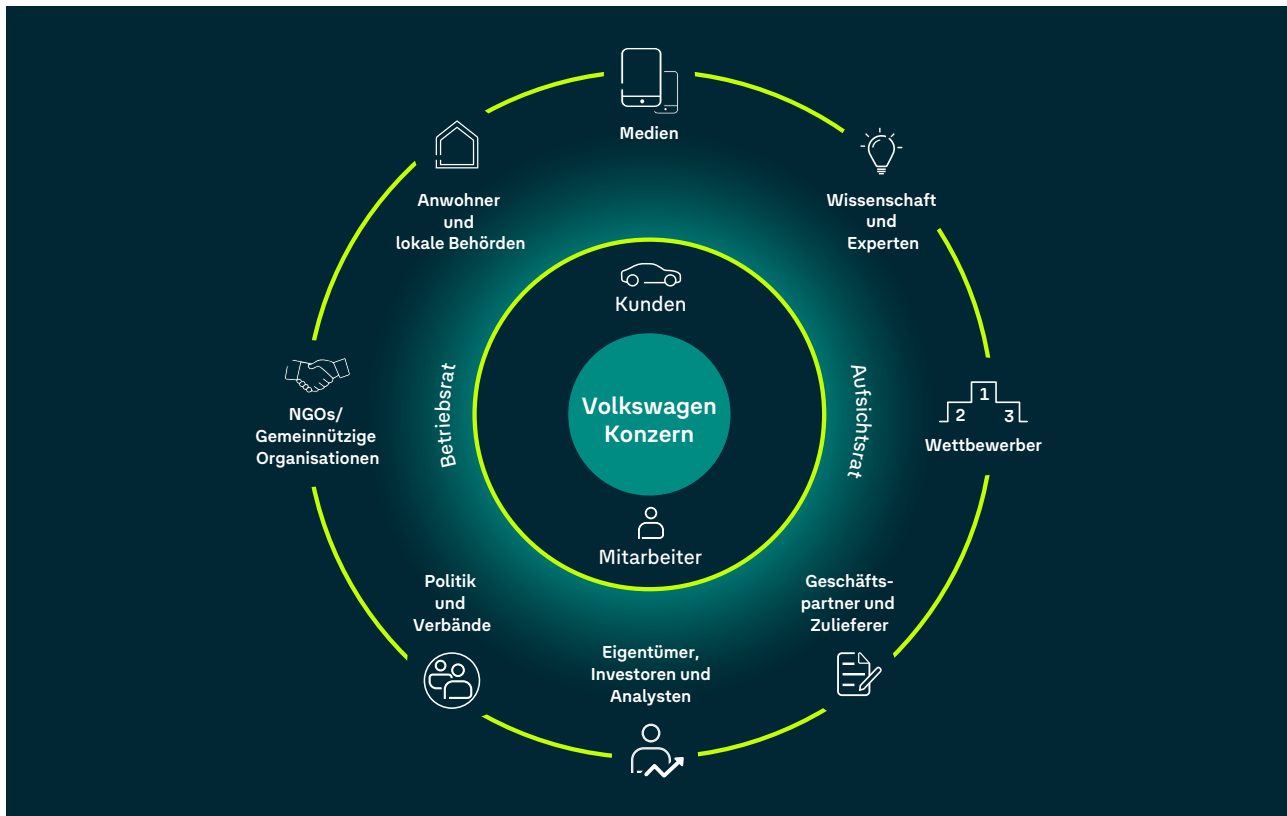 Medien
Anwohner
und
lokale Behörden
Wissenschaft
und
Experten
Kunden
Betriebsrat
Aufsichtsrat
Volkswagen
Konzern
NGOs/
Gemeinnützige
Organisationen
1
2 3
Wettbewerber
Mitarbeiter
Politik
und
Verbände
Geschäfts-
partner und
Zulieferer
Eigentümer,
Investoren und
Analysten